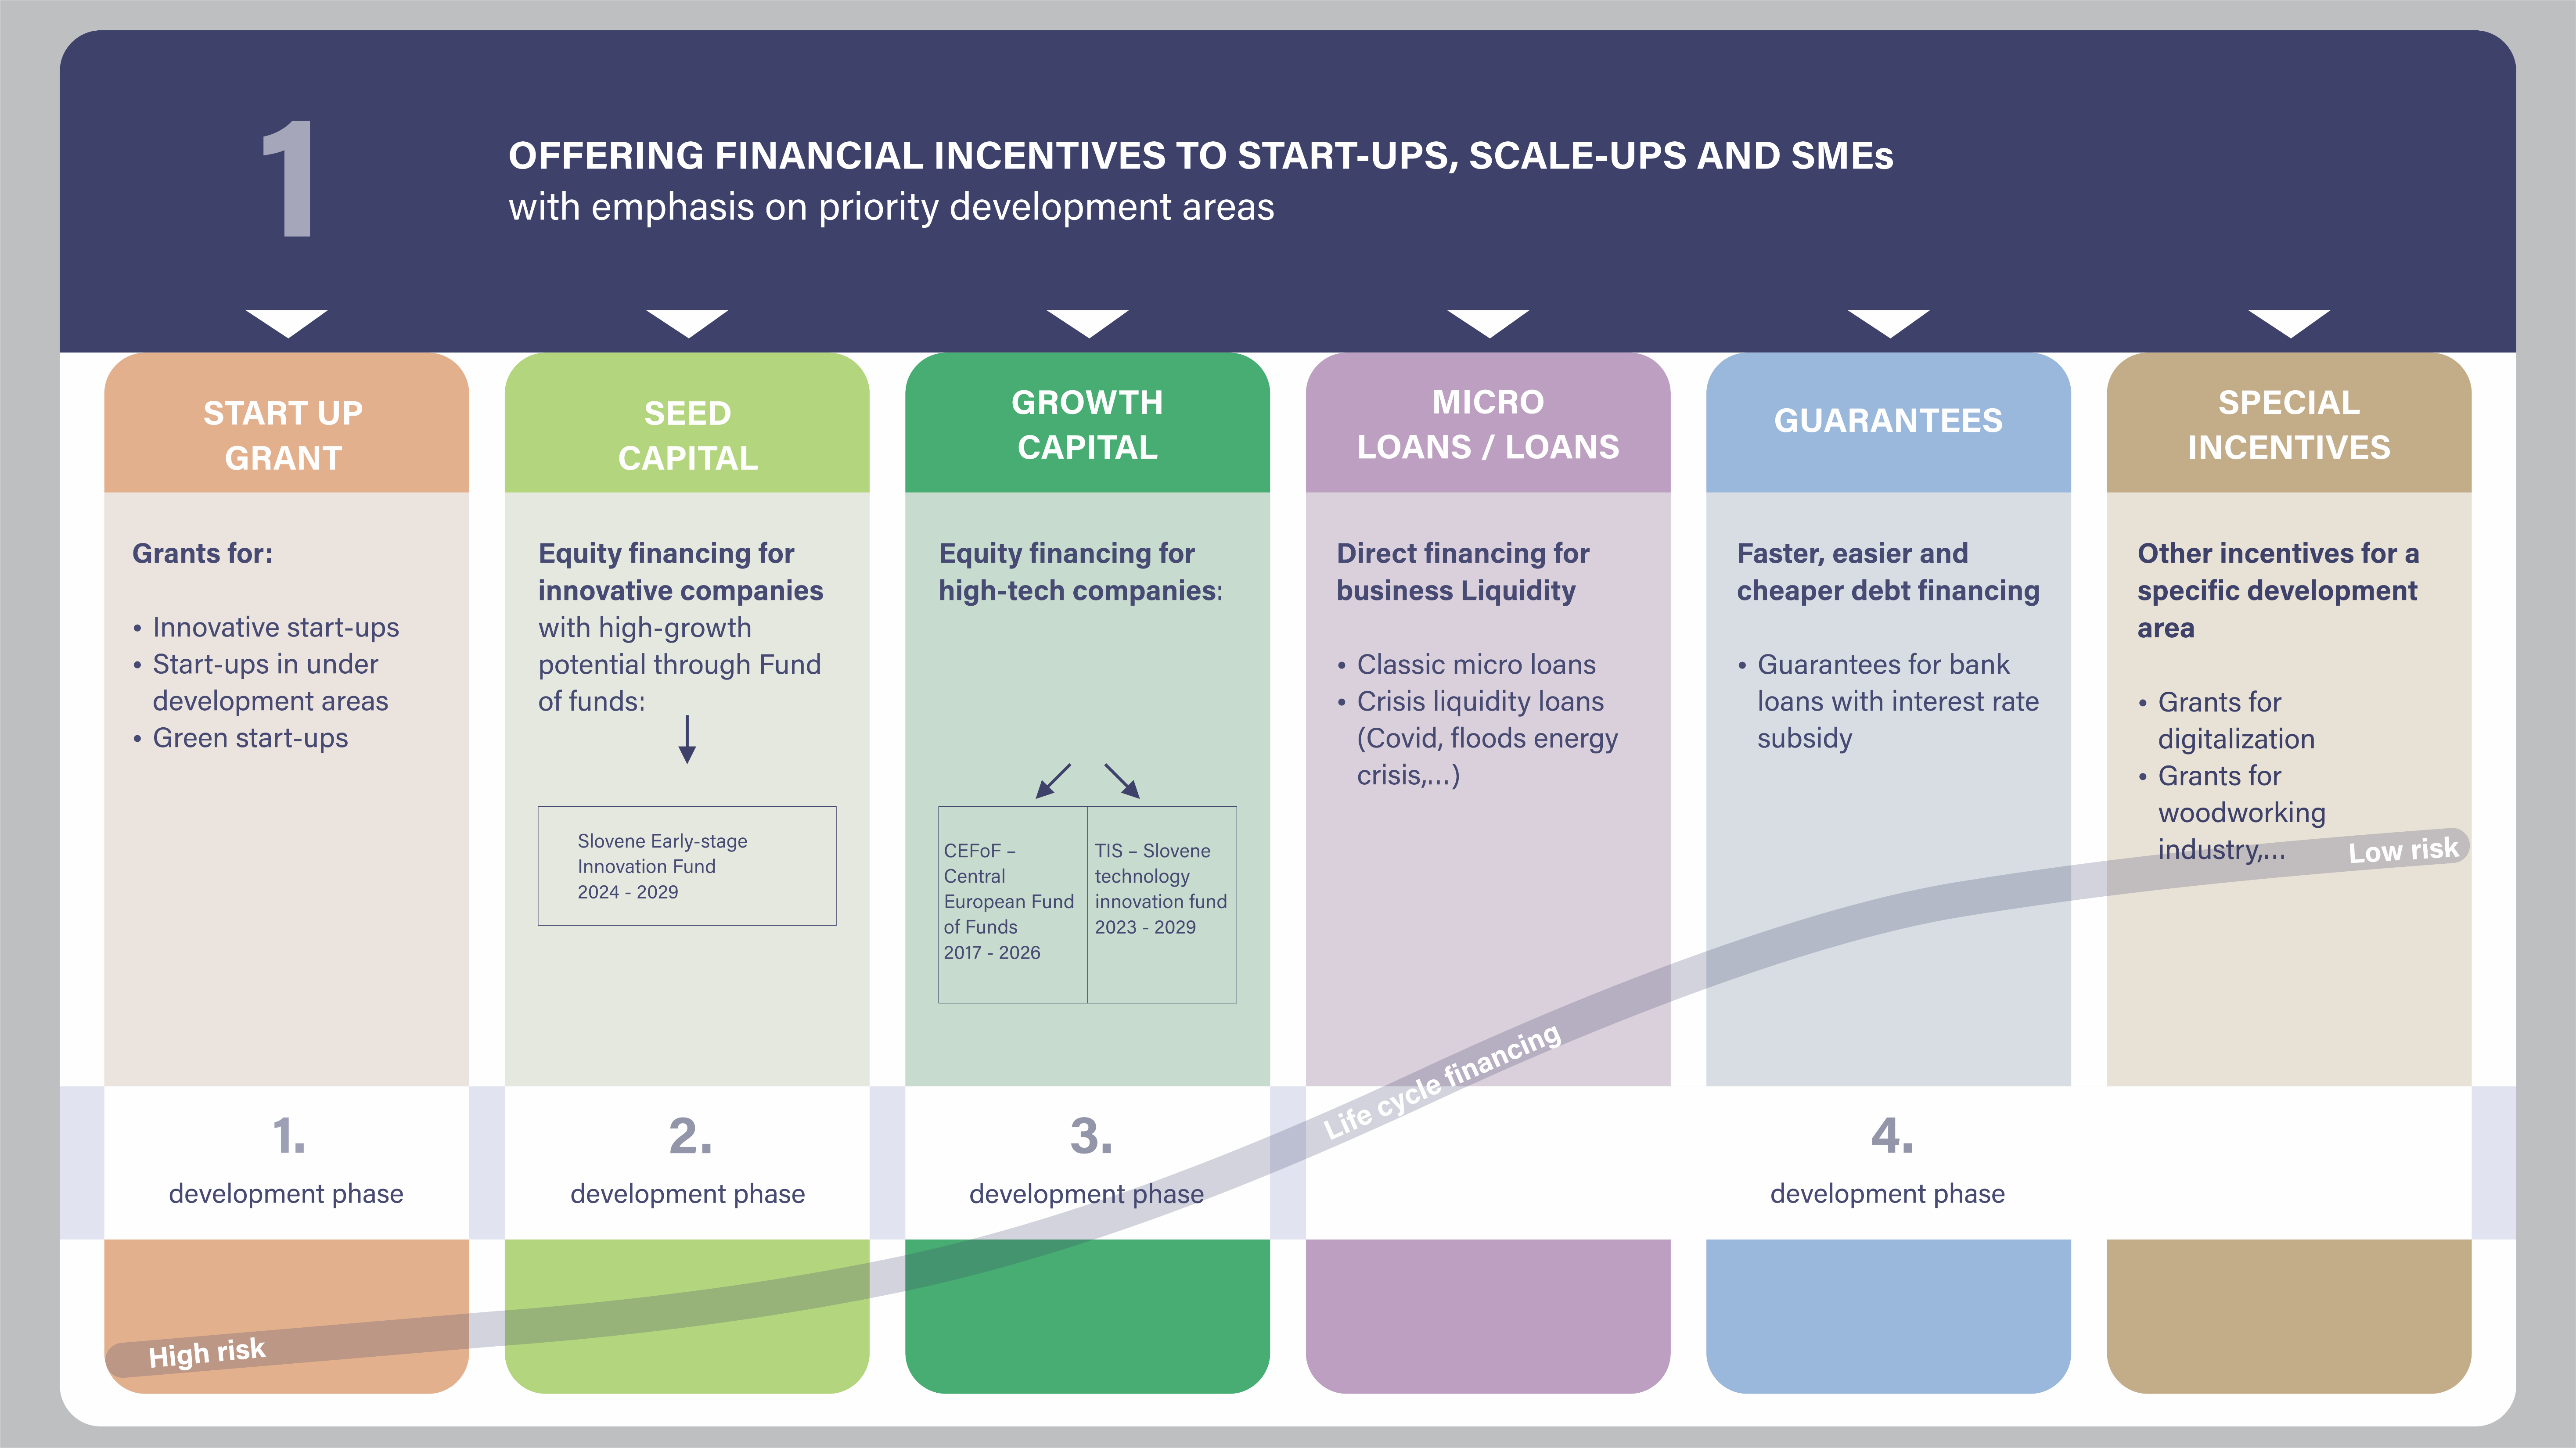 1
OFFERING FINANCIAL INCENTIVES TO START-UPS, SCALE-UPS AND SMEs
with emphasis on priority development areas
START UP
GRANT
Grants for:
• Innovative start-ups
• Start-ups in under
development areas
• Green start-ups
1.
development phase
SEED
CAPITAL
Equity financing for
innovative companies
with high-growth
potential through Fund
of funds:
Slovene Early-stage
Innovation Fund
2024 - 2029
2.
development phase
GROWTH
CAPITAL
Equity financing for
high-tech companies:
CEFoF –
Central
European Fund
of Funds
2017 - 2026
TIS – Slovene
technology
innovation fund
2023 - 2029
3.
development phase
MICRO
LOANS / LOANS
Direct financing for
business Liquidity
• Classic micro loans
• Crisis liquidity loans
(Covid, floods energy
crisis,...)
GUARANTEES
Faster, easier and
cheaper debt financing
• Guarantees for bank
loans with interest rate
subsidy
4.
development phase
SPECIAL
INCENTIVES
Other incentives for a
specific development
area
• Grants for
digitalization
• Grants for
woodworking
industry,...
High risk
Life cycle financing
Low risk